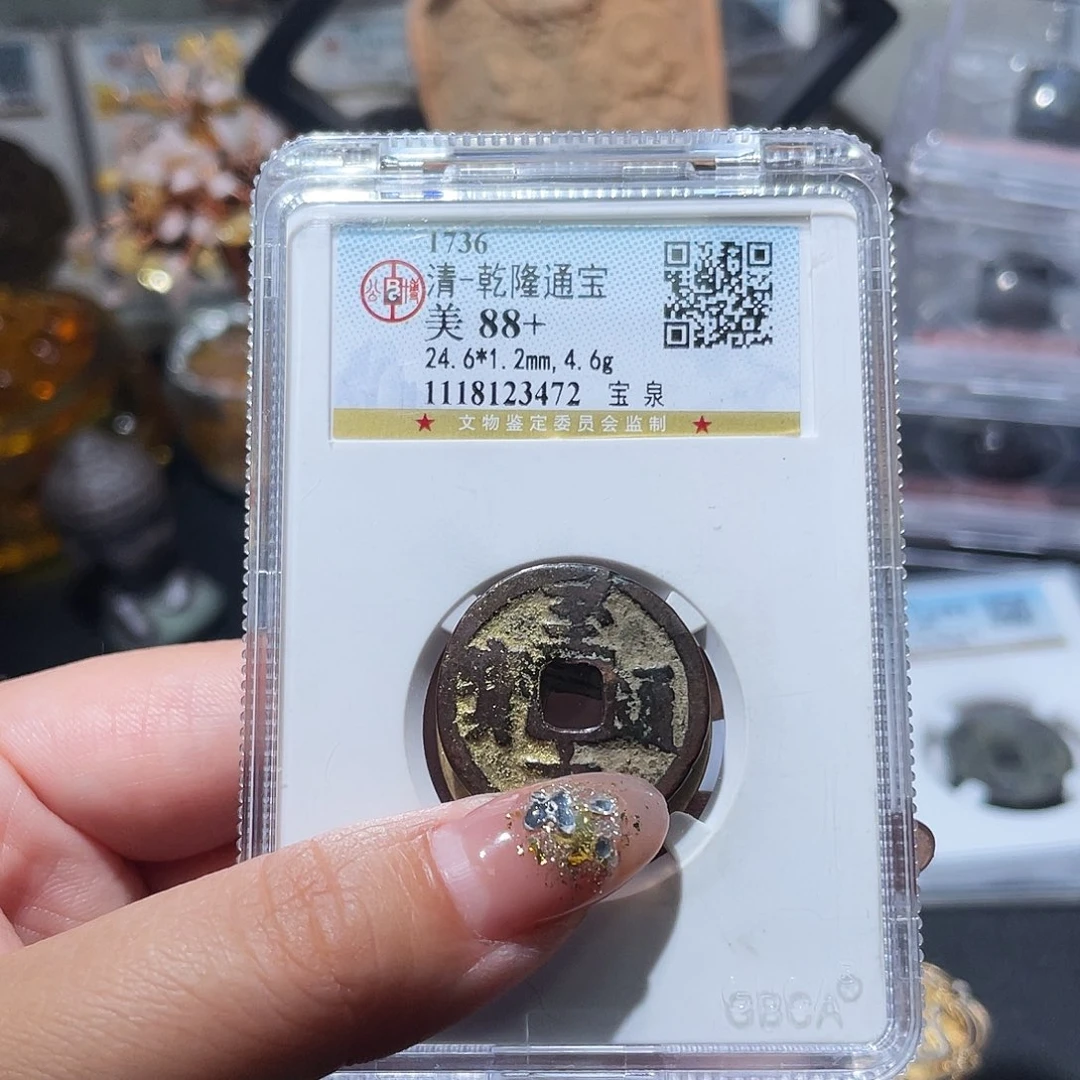 1736
清-乾隆通宝
美 88+
24.6*1.2mm, 4.6g
1118123472 宝泉
★ 文物鉴定委员会监制 ★
GBCA